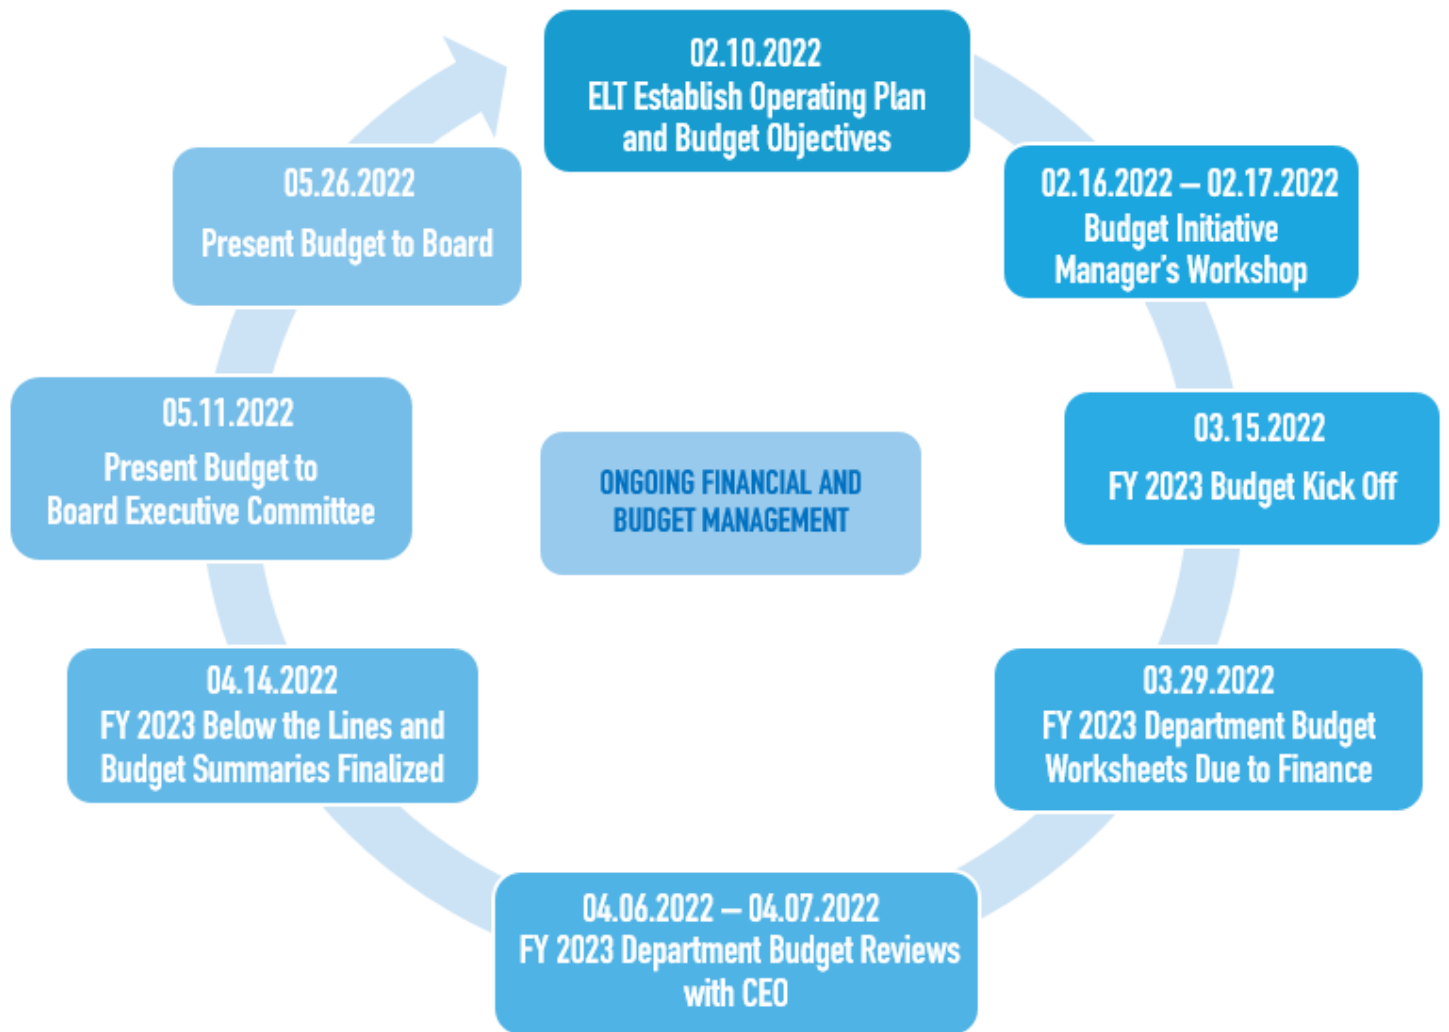 02.10.2022
ELT Establish Operating Plan
and Budget Objectives
02.16.2022 – 02.17.2022
Budget Initiative
Manager’s Workshop
03.15.2022
FY 2023 Budget Kick Off
03.29.2022
FY 2023 Department Budget
Worksheets Due to Finance
04.06.2022 – 04.07.2022
FY 2023 Department Budget Reviews
with CEO
04.14.2022
FY 2023 Below the Lines and
Budget Summaries Finalized
05.11.2022
Present Budget to
Board Executive Committee
05.26.2022
Present Budget to Board
ONGOING FINANCIAL AND
BUDGET MANAGEMENT